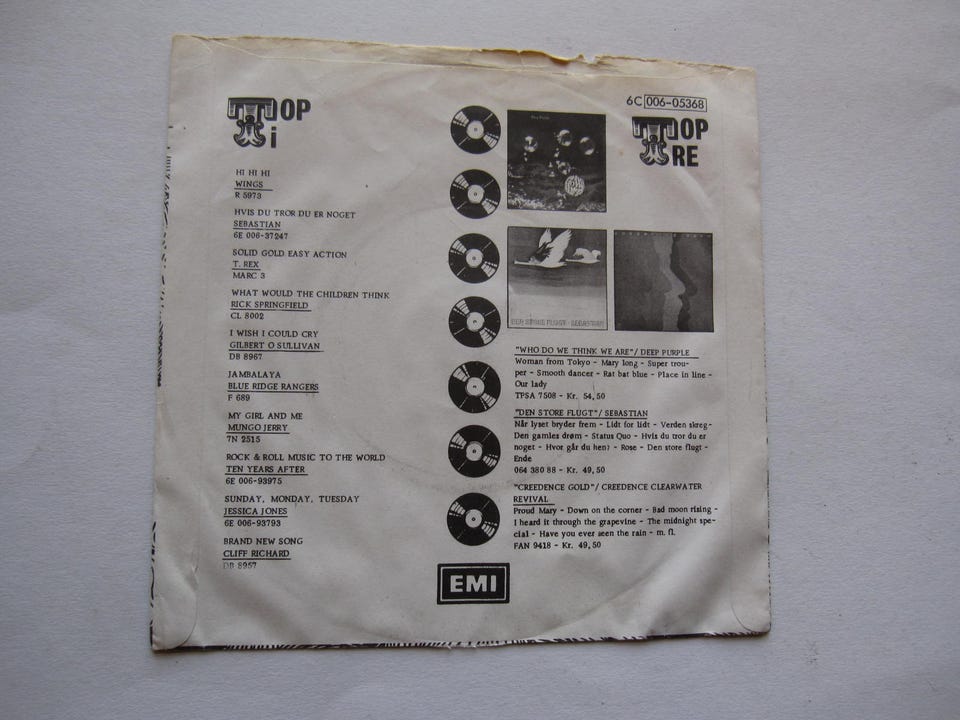 TOP
Ti
HI HI HI
WINGS
R 5973
HVIS DU TROR DU ER NOGET
SEBASTIAN
6E 006-37247
SOLID GOLD EASY ACTION
T. REX
MARC 3
WHAT WOULD THE CHILDREN THINK
RICK SPRINGFIELD
CL 8002
I WISH I COULD CRY
GILBERT O SULLIVAN
DB 8967
JAMBALAYA
BLUE RIDGE RANGERS
F 689
MY GIRL AND ME
MUNGO JERRY
7N 2515
ROCK & ROLL MUSIC TO THE WORLD
TEN YEARS AFTER
6E 006-93975
SUNDAY, MONDAY, TUESDAY
JESSICA JONES
6E 006-93793
BRAND NEW SONG
CLIFF RICHARD
DB 8957
6C 006-05368
TOP
TRE
Deep Purple
DEN STORE FLUGT - SEBASTIAN
"WHO DO WE THINK WE ARE"/ DEEP PURPLE
Woman from Tokyo - Mary long - Super trou-
per - Smooth dancer - Rat bat blue - Place in line -
Our lady
TPSA 7508 - Kr. 54,50
"DEN STORE FLUGT"/ SEBASTIAN
Når lyset bryder frem - Lidt for lidt - Verden skreg-
Den gamles drøm - Status Quo - Hvis du tror du er
noget - Hvor går du hen? - Rose - Den store flugt -
Ende
064 380 88 - Kr. 49,50
"CREEDENCE GOLD"/ CREEDENCE CLEARWATER
REVIVAL
Proud Mary - Down on the corner - Bad moon rising -
I heard it through the grapevine - The midnight spe-
cial - Have you ever seen the rain - m. fl.
FAN 9418 - Kr. 49,50
EMI